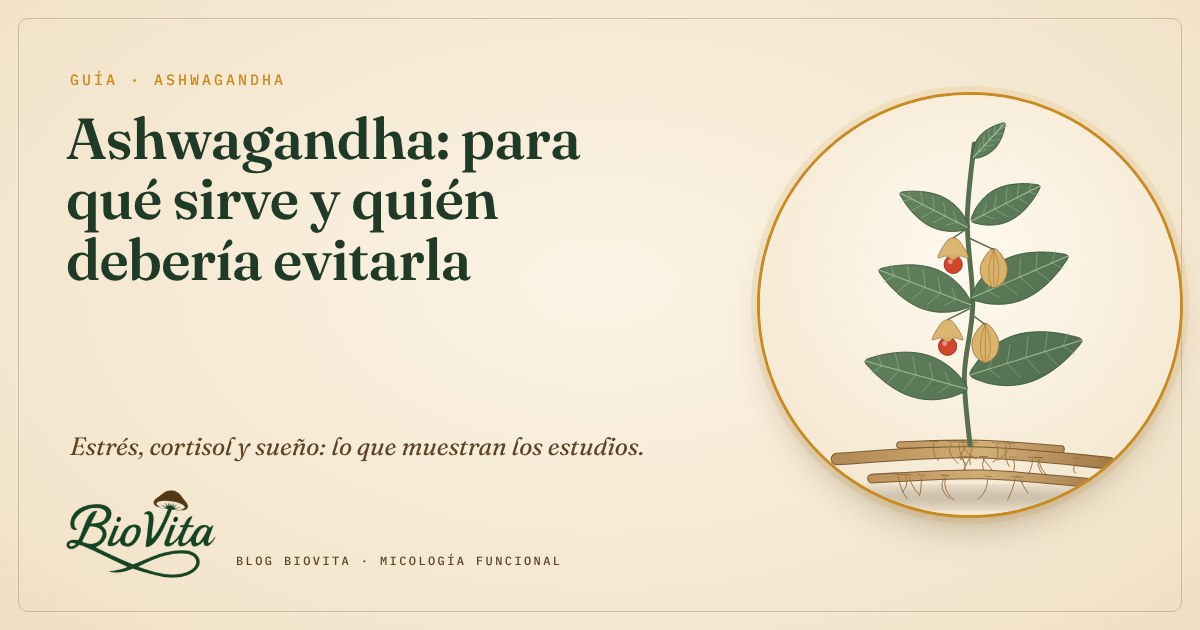 GUÍA · ASHWAGANDHA
Ashwagandha: para
qué sirve y quién
debería evitarla
Estrés, cortisol y sueño: lo que muestran los estudios.
BioVita
BLOG BIOVITA · MICOLOGÍA FUNCIONAL